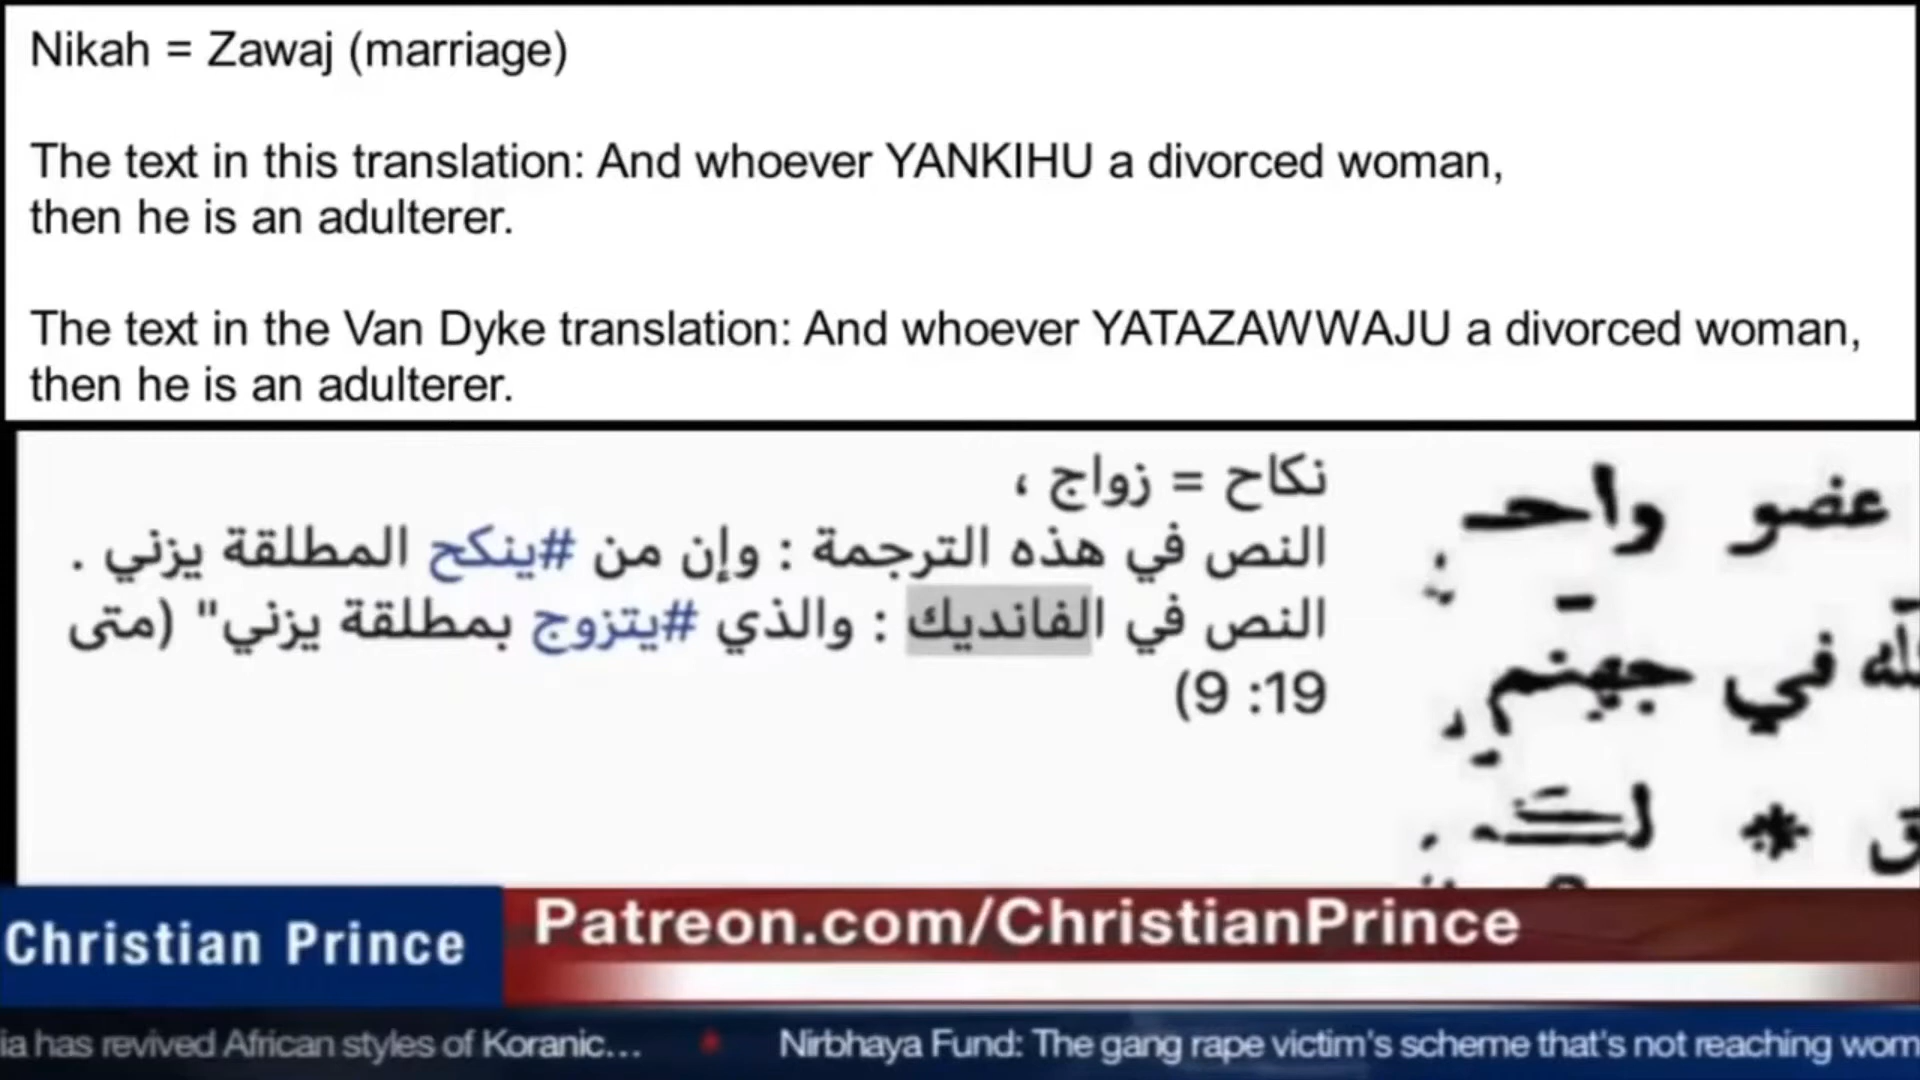 Nikah = Zawaj (marriage)
The text in this translation: And whoever YANKIHU a divorced woman,
then he is an adulterer.
The text in the Van Dyke translation: And whoever YATAZAWWAJU a divorced woman,
then he is an adulterer.
نكاح = زواج ،
النص في هذه الترجمة : وإن من #ينكح المطلقة يزني .
النص في الفانديك : والذي #يتزوج بمطلقة يزني" (متى
19: 9)
عضو واحد
في جهنم
Christian Prince
Patreon.com/ChristianPrince
ia has revived African styles of Koranic... Nirbhaya Fund: The gang rape victim's scheme that's not reaching wom